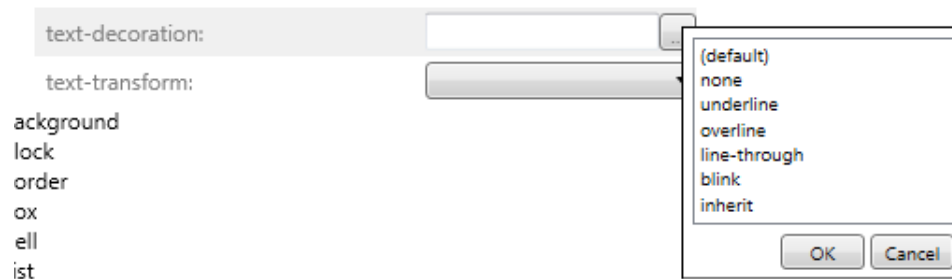 text-decoration:
...
text-transform:
ackground
lock
order
ox
ell
ist
(default)
none
underline
overline
line-through
blink
inherit
OK Cancel